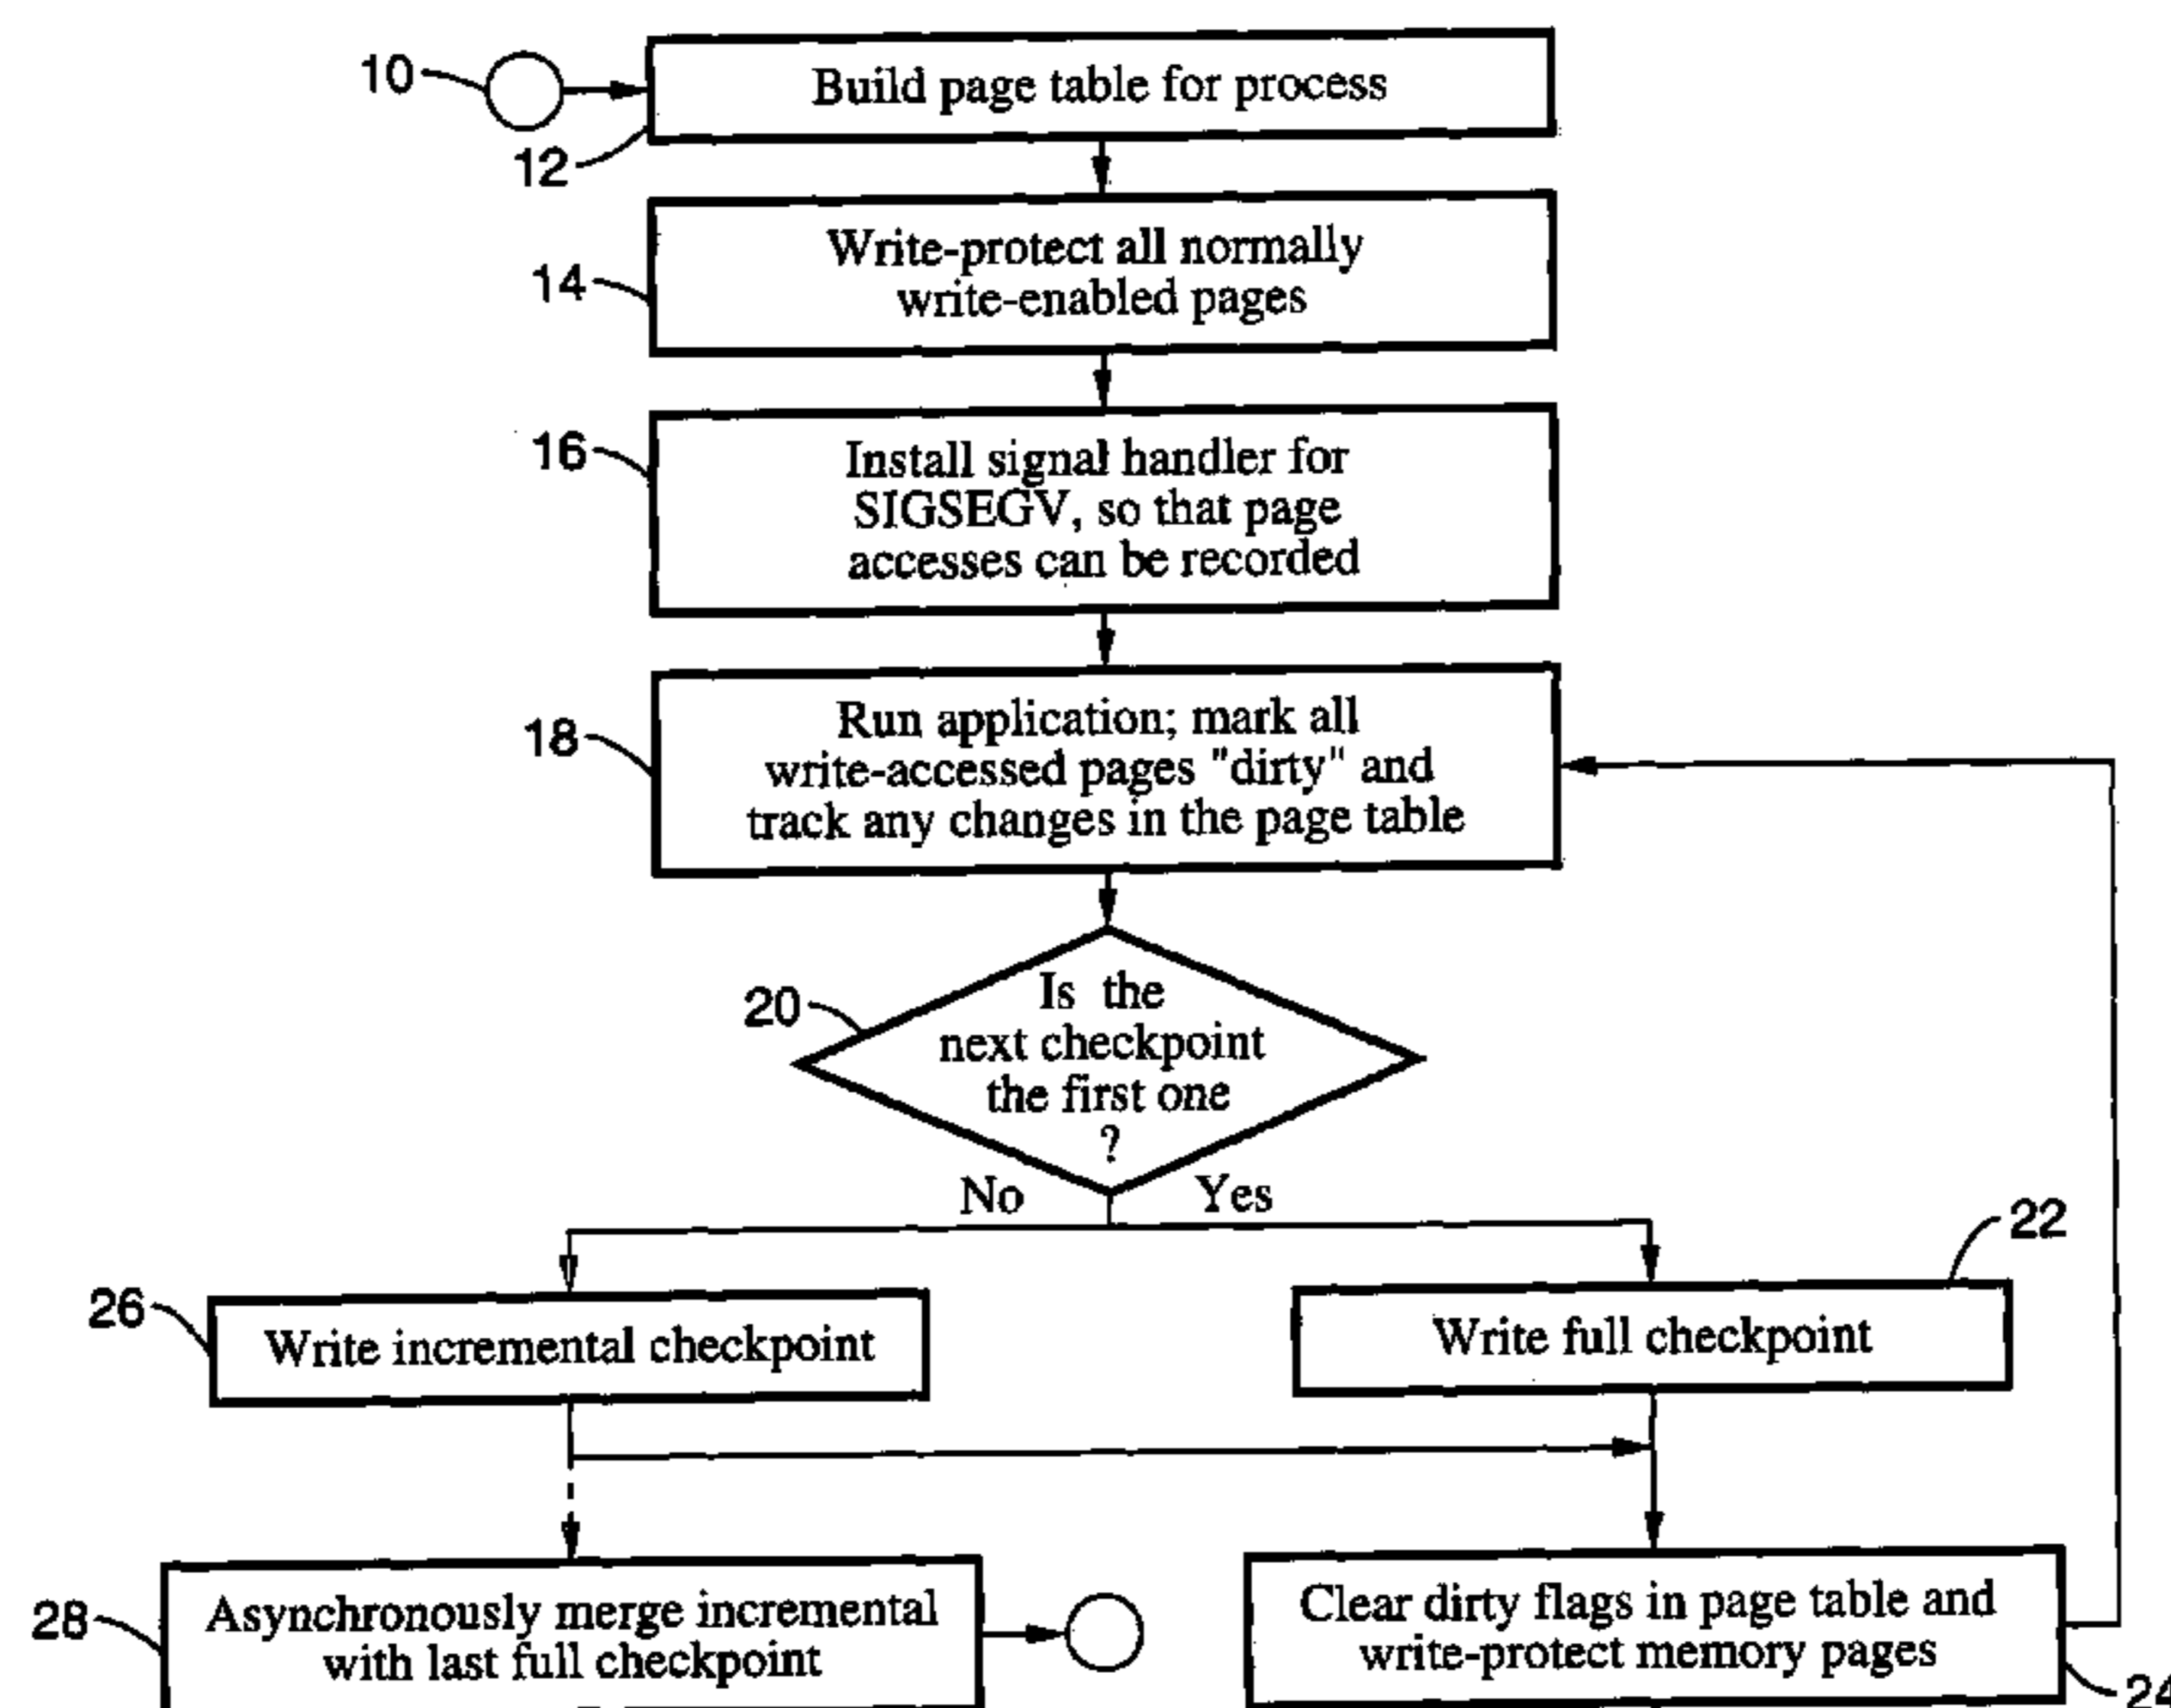 10
Build page table for process
12
Write-protect all normally
write-enabled pages
14
16
Install signal handler for
SIGSEGV, so that page
accesses can be recorded
18
Run application; mark all
write-accessed pages "dirty" and
track any changes in the page table
20
Is the
next checkpoint
the first one
?
No
Yes
22
26
Write incremental checkpoint
Write full checkpoint
28
Asynchronously merge incremental
with last full checkpoint
Clear dirty flags in page table and
write-protect memory pages
24